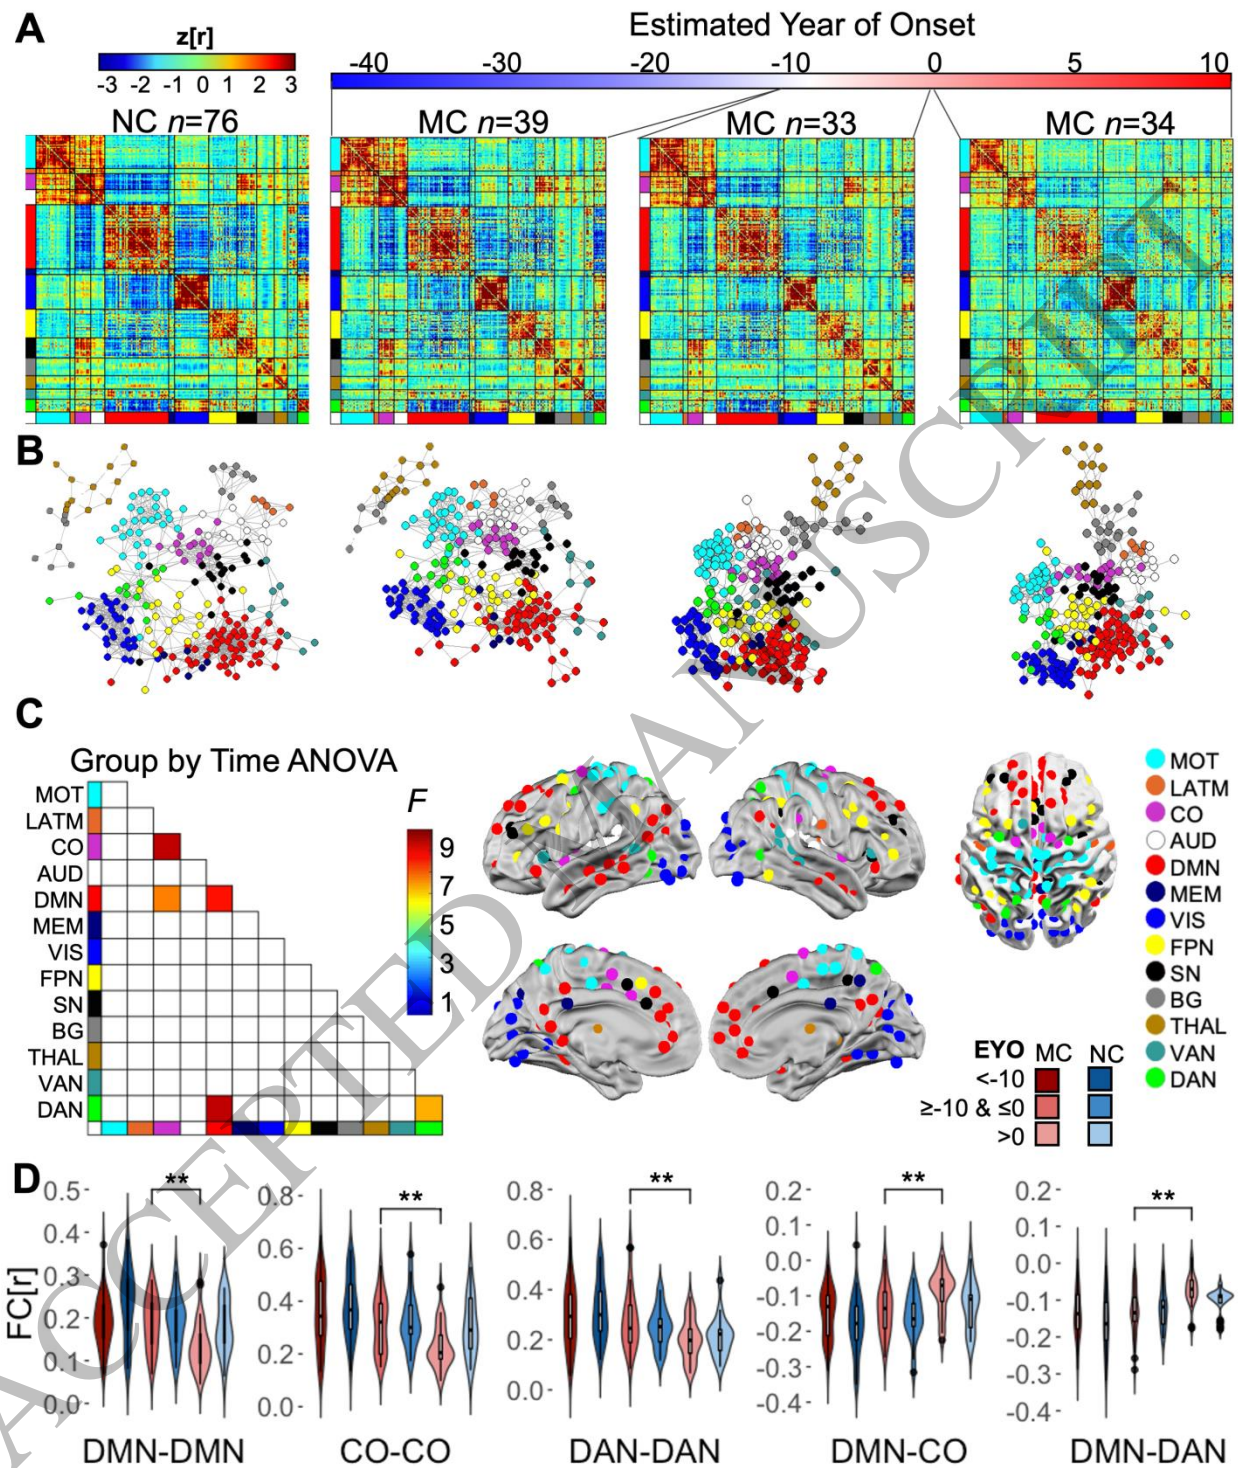 A
z[r]
-3 -2 -1 0 1 2 3
Estimated Year of Onset
-40 -30 -20 -10 0 5 10
NC n=76
MC n=39
MC n=33
MC n=34
B
C
Group by Time ANOVA
MOT
LATM
CO
AUD
DMN
MEM
VIS
FPN
SN
BG
THAL
VAN
DAN
F
9
7
5
3
1
MOT
LATM
CO
AUD
DMN
MEM
VIS
FPN
SN
BG
THAL
VAN
DAN
EYO MC NC
<-10
≥-10 & ≤0
>0
D
FC[r]
0.5
0.4
0.3
0.2
0.1
0.0
**
DMN-DMN
0.8
0.6
0.4
0.2
0.0
**
CO-CO
0.8
0.6
0.4
0.2
0.0
**
DAN-DAN
0.2
0.1
0.0
-0.1
-0.2
-0.3
-0.4
**
DMN-CO
0.2
0.1
0.0
-0.1
-0.2
-0.3
-0.4
**
DMN-DAN
ACCEPTED MANUSCRIPT